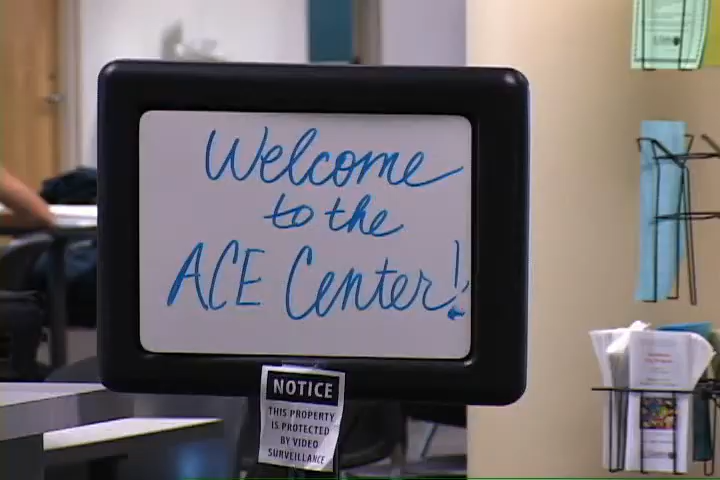 Welcome
to the
ACE Center!
NOTICE
THIS PROPERTY
IS PROTECTED
BY VIDEO
SURVEILLANCE